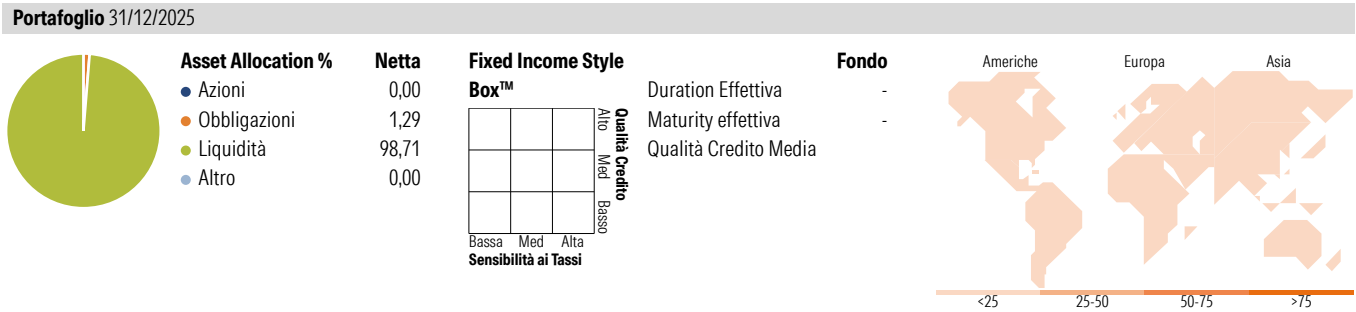 Portafoglio 31/12/2025
Asset Allocation % Netta
Azioni 0,00
Obbligazioni 1,29
Liquidità 98,71
Altro 0,00
Fixed Income Style
Box™
Alto Med Basso
Qualità Credito
Bassa Med Alta
Sensibilità ai Tassi
Fondo
Duration Effettiva -
Maturity effettiva -
Qualità Credito Media
Americhe Europa Asia
<25 25-50 50-75 >75